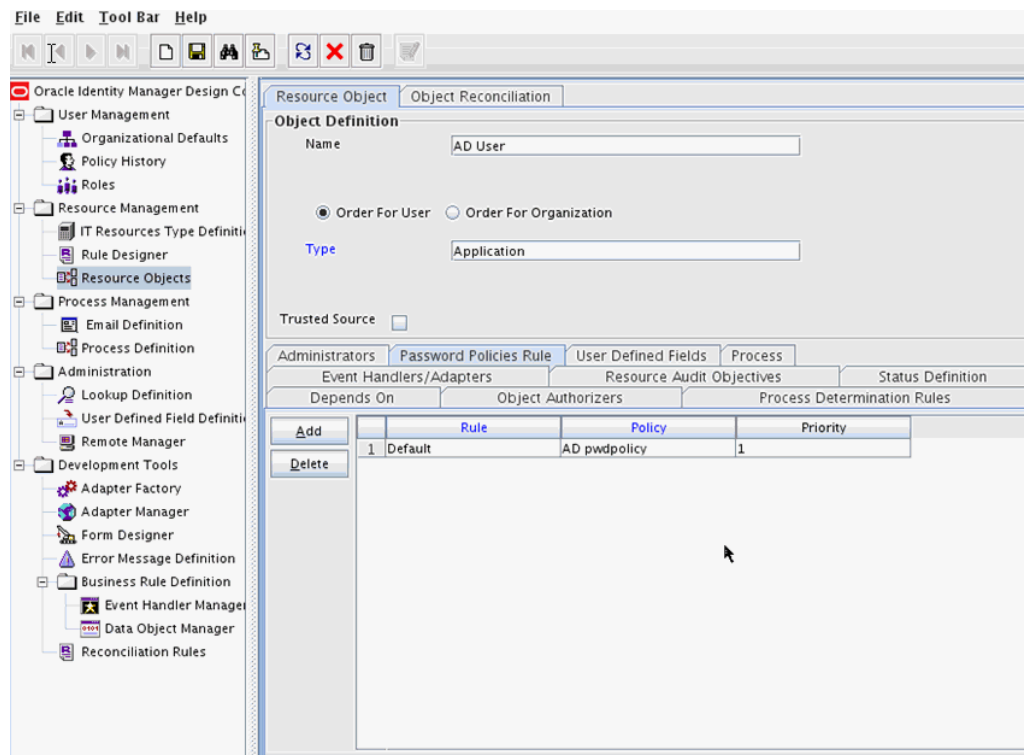 File Edit Tool Bar Help
Oracle Identity Manager Design Co
User Management
Organizational Defaults
Policy History
Roles
Resource Management
IT Resources Type Definiti
Rule Designer
Resource Objects
Process Management
Email Definition
Process Definition
Administration
Lookup Definition
User Defined Field Definiti
Remote Manager
Development Tools
Adapter Factory
Adapter Manager
Form Designer
Error Message Definition
Business Rule Definition
Event Handler Manager
Data Object Manager
Reconciliation Rules
Resource Object Object Reconciliation
Object Definition
Name AD User
Order For User Order For Organization
Type Application
Trusted Source
Administrators Password Policies Rule User Defined Fields Process
Event Handlers/Adapters Resource Audit Objectives Status Definition
Depends On Object Authorizers Process Determination Rules
Add
Delete
Rule Policy Priority
1 Default AD pwdpolicy 1